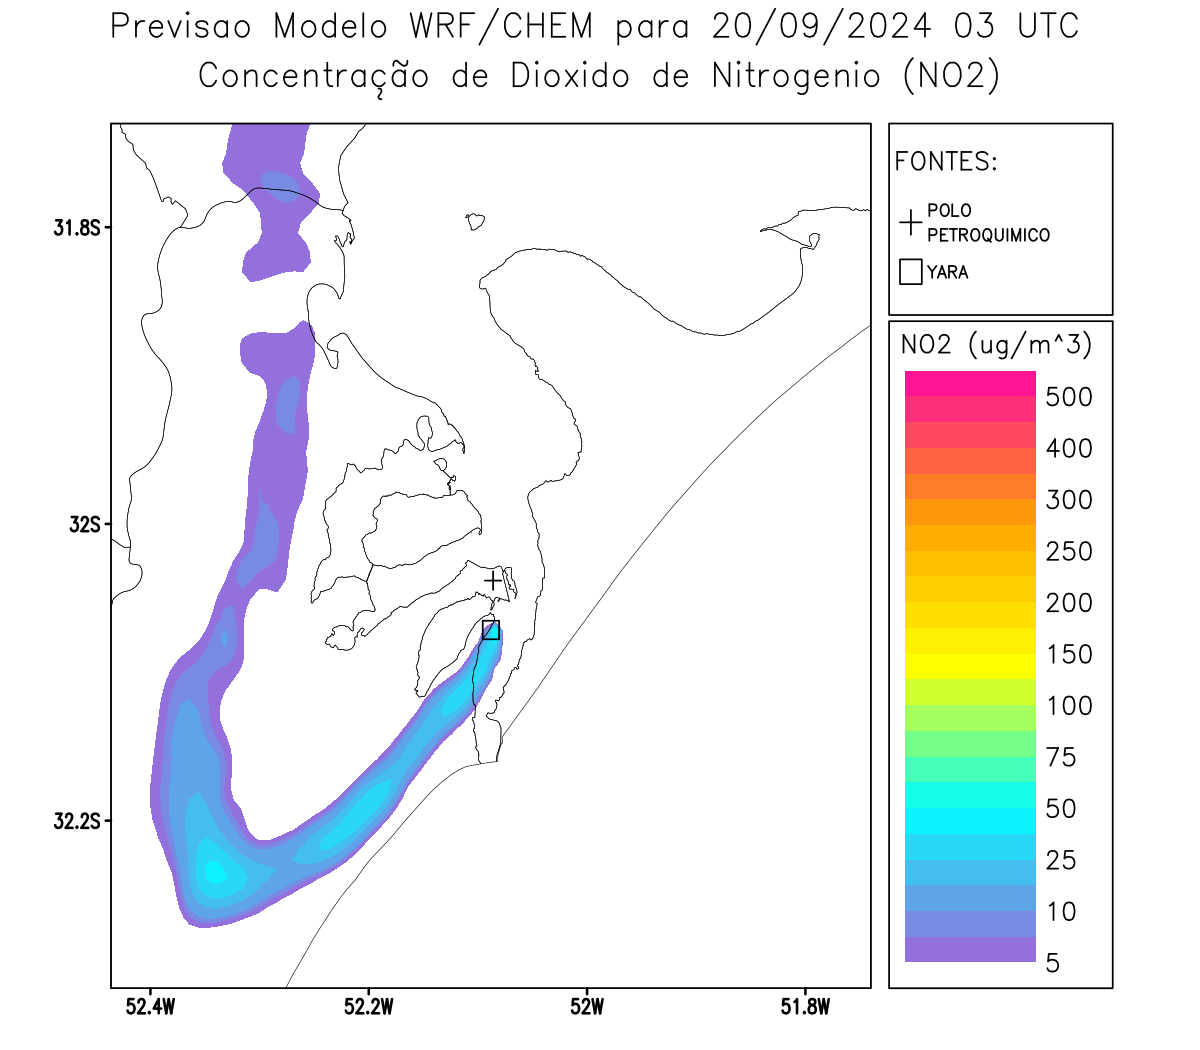 Previsao Modelo WRF/CHEM para 20/09/2024 03 UTC
Concentração de Dioxido de Nitrogenio (NO2)
FONTES:
POLO
PETROQUIMICO
YARA
31.8S
32S
32.2S
52.4W
52.2W
52W
51.8W
NO2 (ug/m^3)
500
400
300
250
200
150
100
75
50
25
10
5